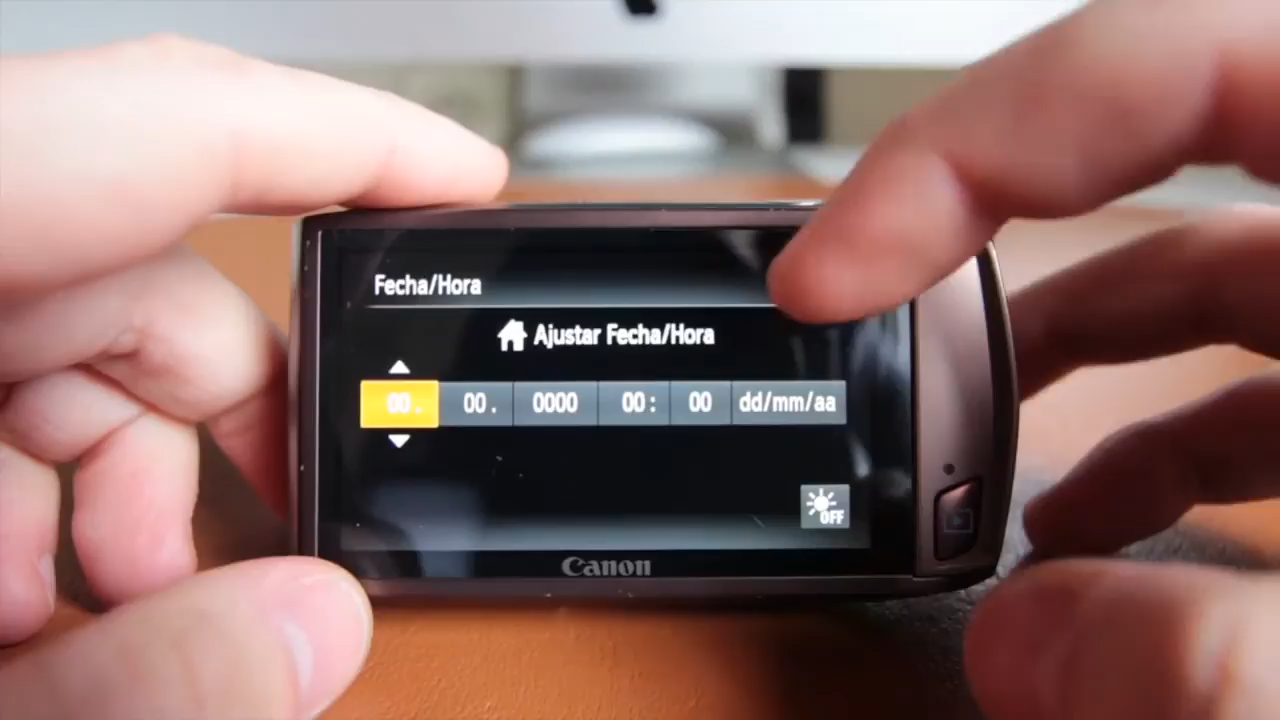 Fecha/Hora
Ajustar Fecha/Hora
00. 00. 0000 00: 00 dd/mm/aa
OFF
Canon